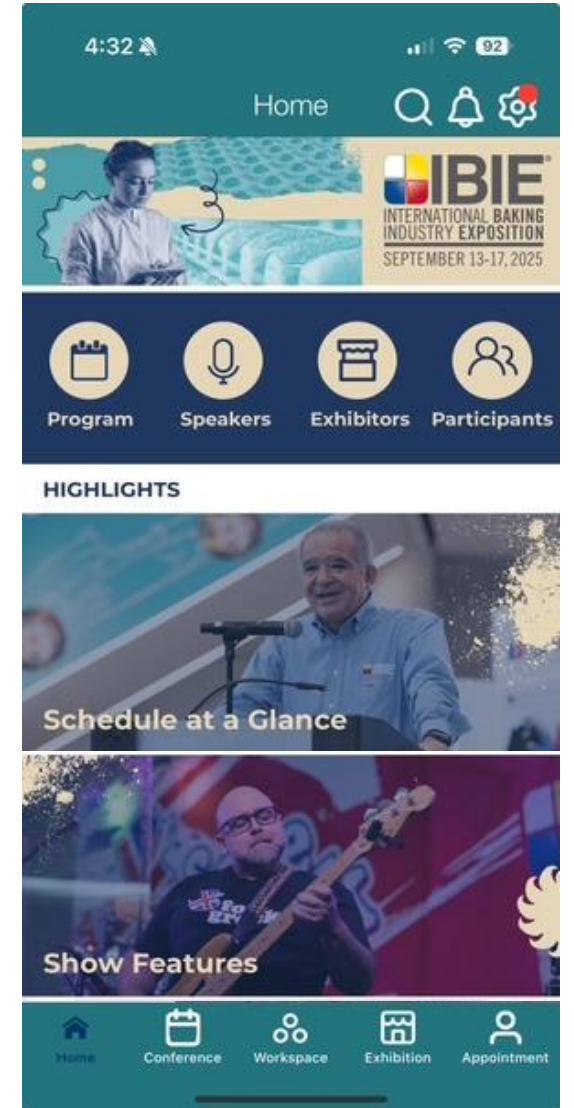 4:32
92
Home
IBIE®
INTERNATIONAL BAKING
INDUSTRY EXPOSITION
SEPTEMBER 13-17, 2025
Program Speakers Exhibitors Participants
HIGHLIGHTS
Schedule at a Glance
Show Features
Home Conference Workspace Exhibition Appointment